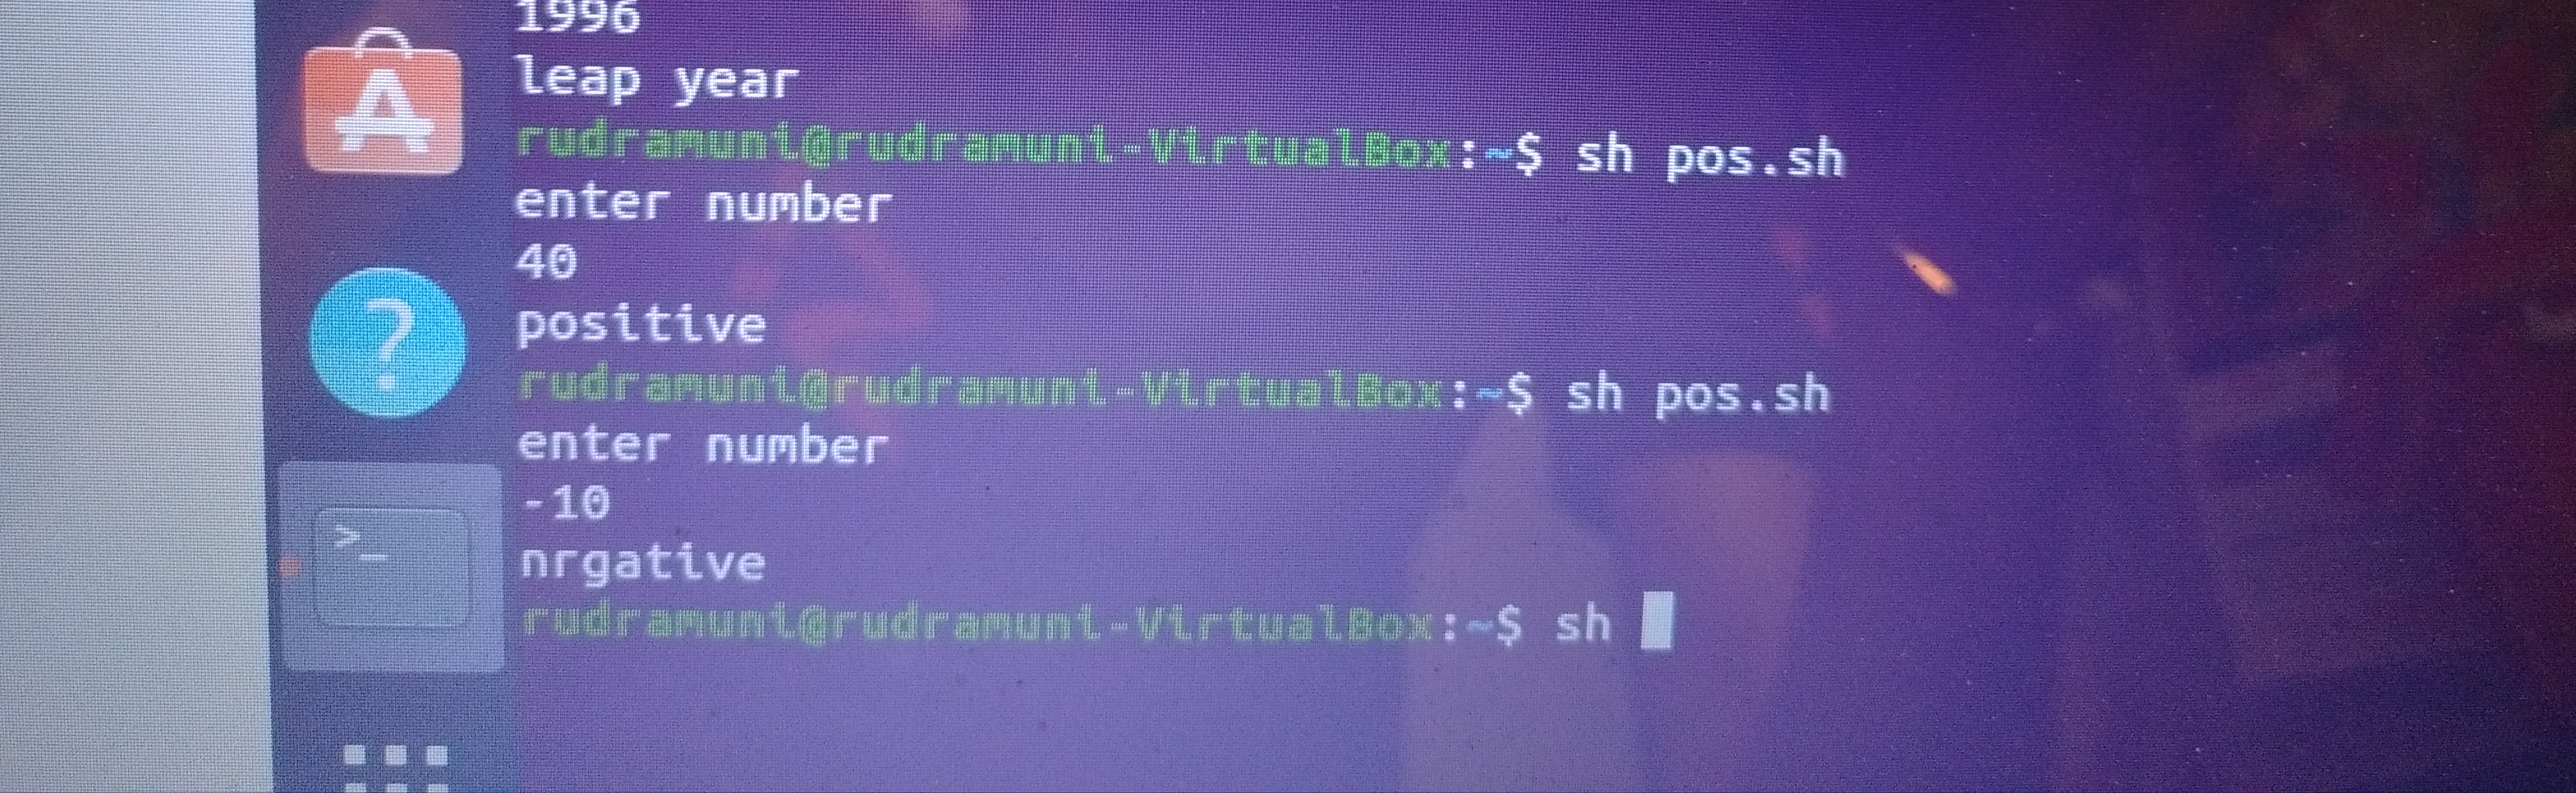 1996
leap year
rudramuni@rudramuni-VirtualBox:~$ sh pos.sh
enter number
40
positive
rudramuni@rudramuni-VirtualBox:~$ sh pos.sh
enter number
-10
nrgative
rudramuni@rudramuni-VirtualBox:~$ sh